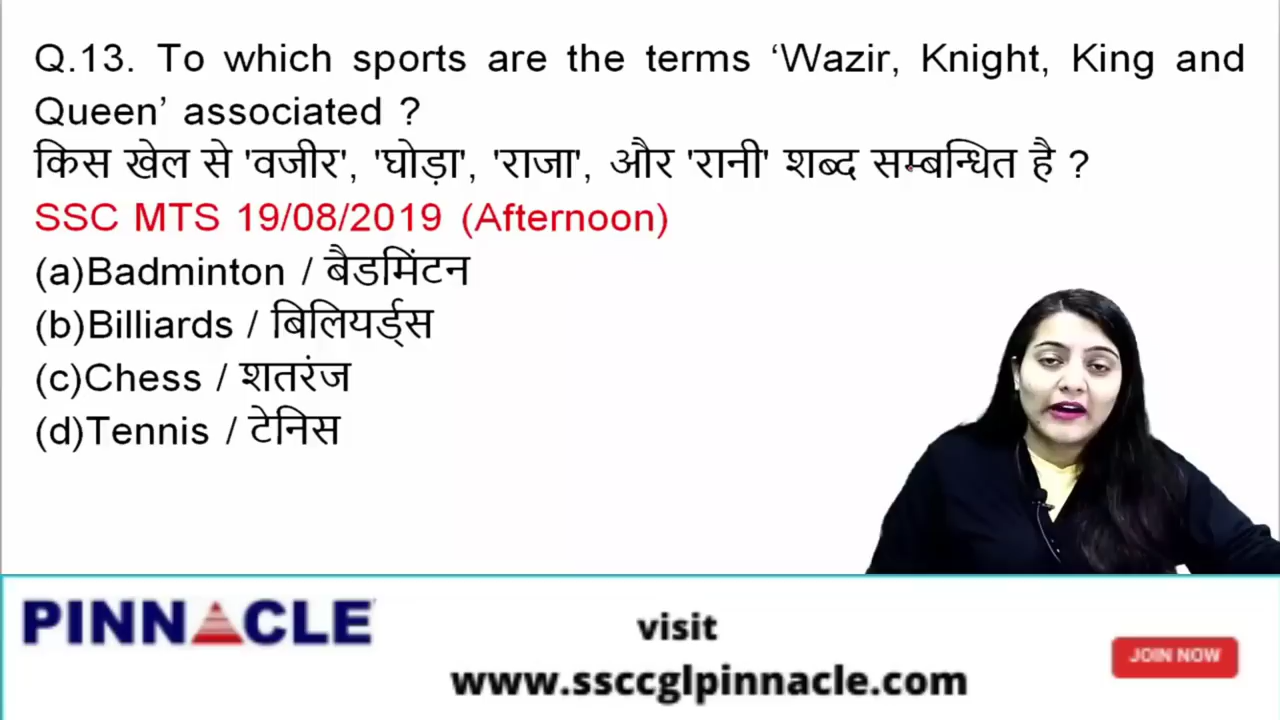 Q.13. To which sports are the terms ‘Wazir, Knight, King and
Queen’ associated ?
किस खेल से 'वजीर', 'घोड़ा', 'राजा', और 'रानी' शब्द सम्बन्धित है ?
SSC MTS 19/08/2019 (Afternoon)
(a)Badminton / बैडमिंटन
(b)Billiards / बिलियर्ड्स
(c)Chess / शतरंज
(d)Tennis / टेनिस
PINNACLE
visit
www.ssccglpinnacle.com
JOIN NOW